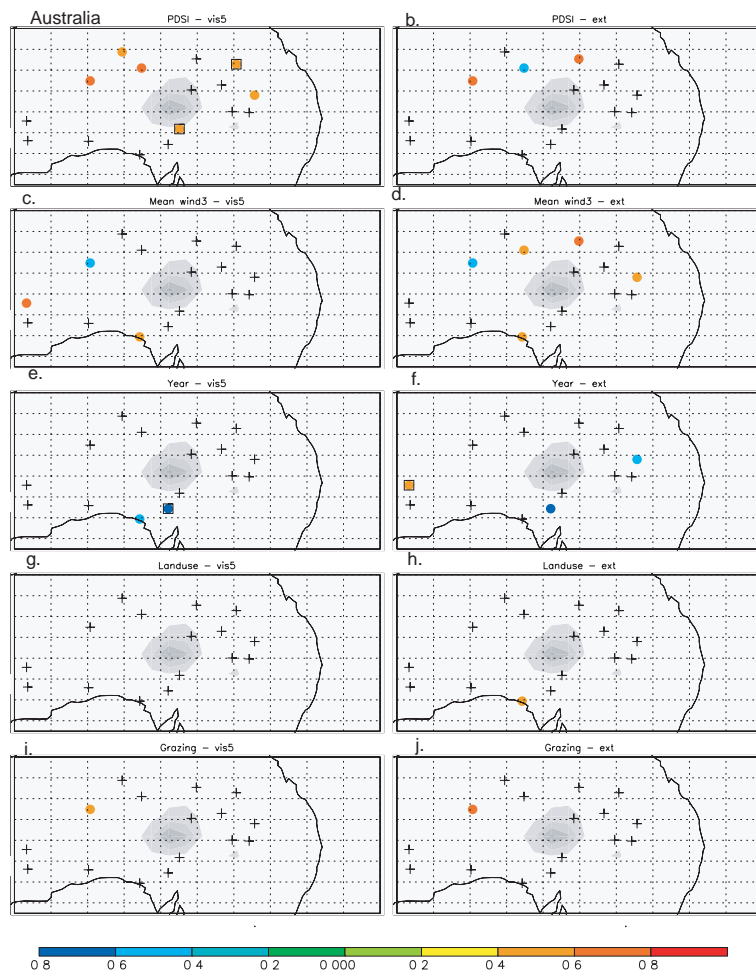 Australia
PDSI – vis5
b.
PDSI – ext
c.
Mean wind3 – vis5
d.
Mean wind3 – ext
e.
Year – vis5
f.
Year – ext
g.
Landuse – vis5
h.
Landuse – ext
i.
Grazing – vis5
j.
Grazing – ext
0 8 0 6 0 4 0 2 0 000 0 2 0 4 0 6 0 8